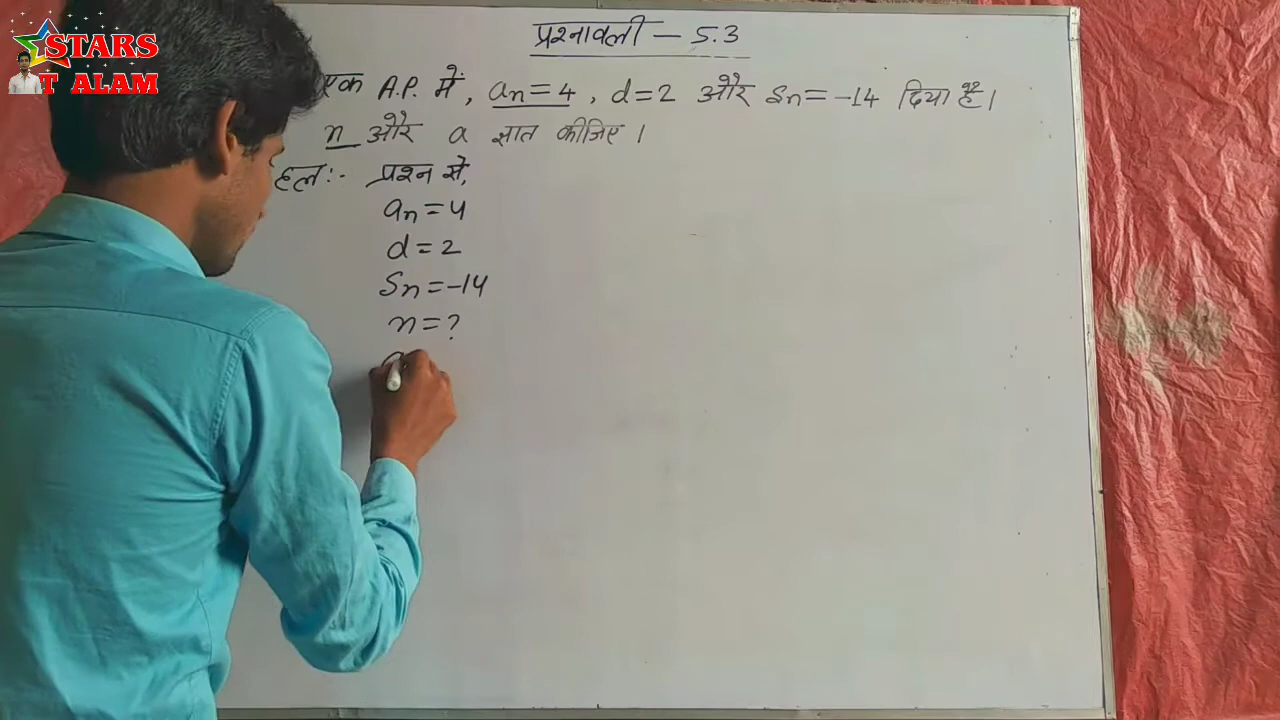 STARS
T ALAM
प्रश्नावली - 5.3
एक A.P. में, an = 4, d = 2 और Sn = -14 दिया है।
n और a ज्ञात कीजिए।
हल :- प्रश्न से,
an = 4
d = 2
Sn = -14
n = ?